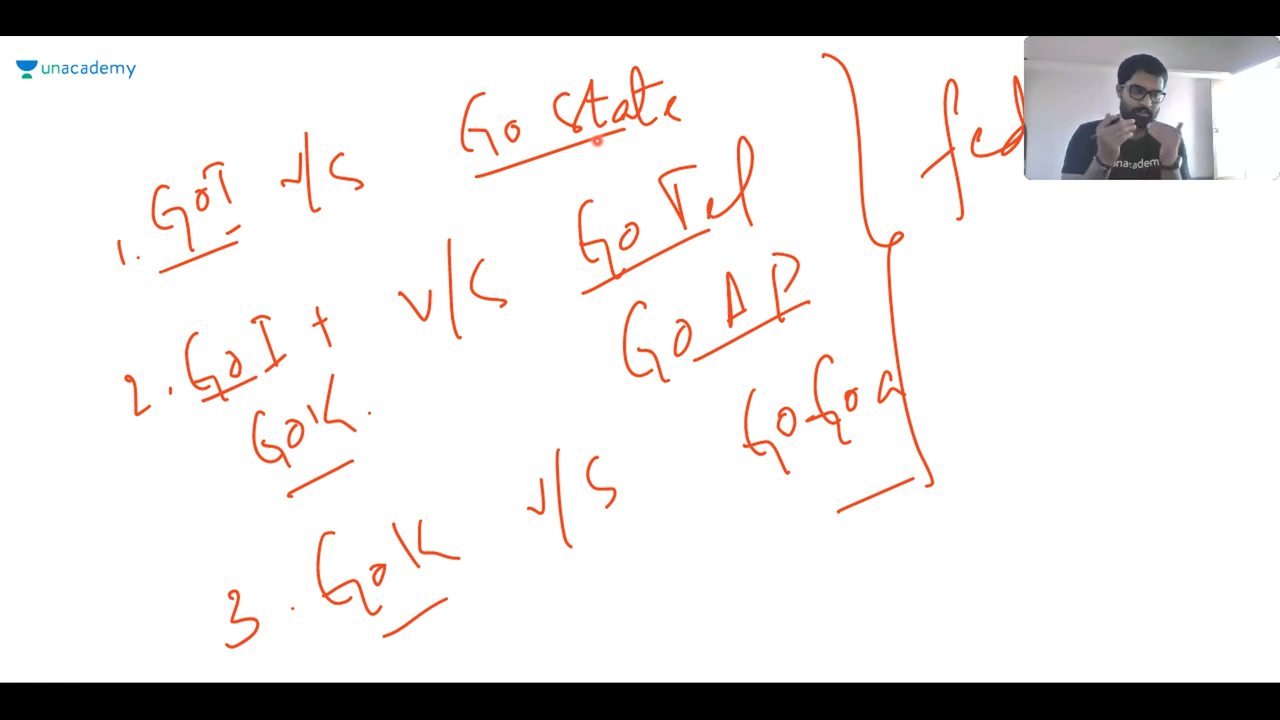 unacademy
1. GoI v/s Go State
2. GoI + GoK. v/s Go Tel
Go AP
3. GoK v/s Go Goa
fed
unacademy